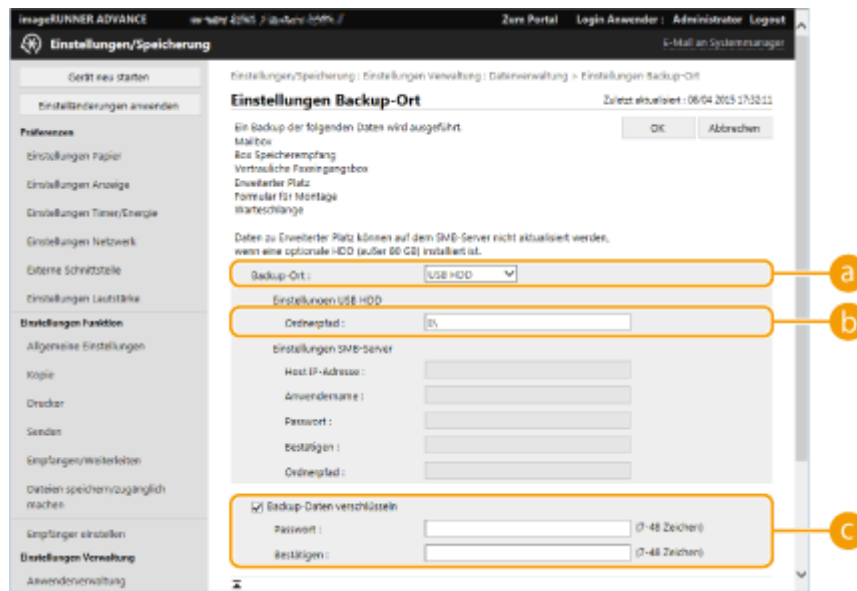 imageRUNNER ADVANCE
Zum Portal Login Anwender : Administrator Logout
Einstellungen/Speicherung
E-Mail an Systemmanager
Gerät neu starten
Einstelländerungen anwenden
Präferenzen
Einstellungen Papier
Einstellungen Anzeige
Einstellungen Timer/Energie
Einstellungen Netzwerk
Externe Schnittstelle
Einstellungen Lautstärke
Einstellungen Funktion
Allgemeine Einstellungen
Kopie
Drucker
Senden
Empfangen/Weiterleiten
Dateien speichern/zugänglich
machen
Empfänger einstellen
Einstellungen Verwaltung
Anwenderverwaltung
Einstellungen/Speicherung : Einstellungen Verwaltung : Datenverwaltung > Einstellungen Backup-Ort
Einstellungen Backup-Ort
Zuletzt aktualisiert : 08/04 2015 17:32:11
Ein Backup der folgenden Daten wird ausgeführt.
OK Abbrechen
Mailbox
Box Speicherempfang
Vertrauliche Faxeingangsbox
Erweiterter Platz
Formular für Montage
Warteschlange
Daten zu Erweiterter Platz können auf dem SMB-Server nicht aktualisiert werden,
wenn eine optionale HDD (außer 80 GB) installiert ist.
Backup-Ort : USB HDD
a
Einstellungen USB HDD
Ordnerpfad :
b
Einstellungen SMB-Server
Host IP-Adresse :
Anwendername :
Passwort :
Bestätigen :
Ordnerpfad :
Backup-Daten verschlüsseln
Passwort : (7-48 Zeichen)
c
Bestätigen : (7-48 Zeichen)